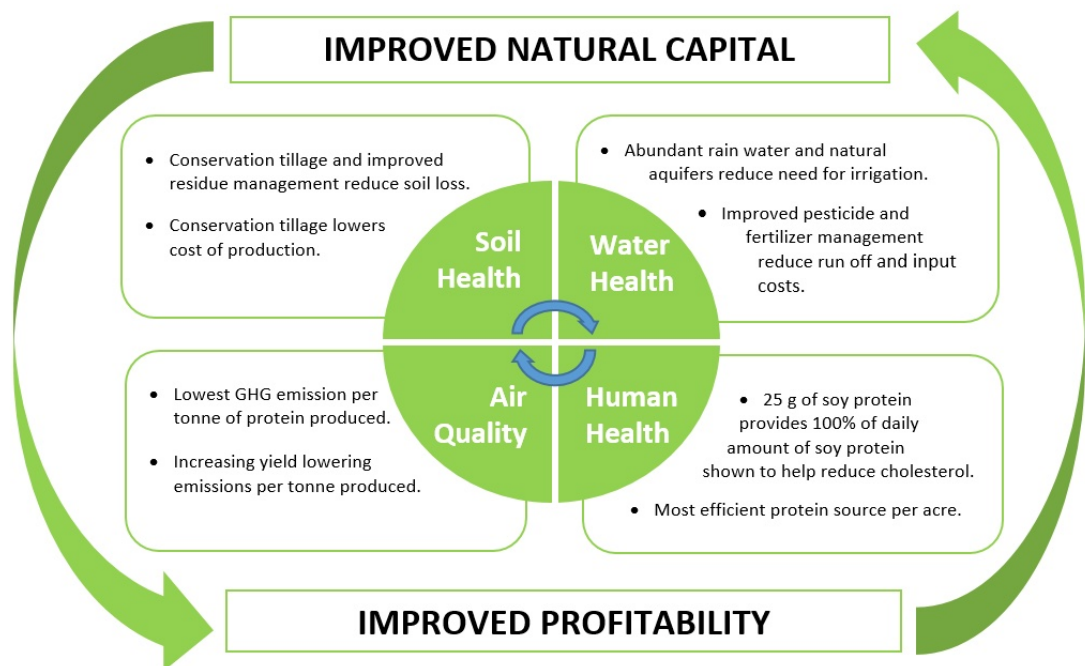 IMPROVED NATURAL CAPITAL
• Conservation tillage and improved
residue management reduce soil loss.
• Conservation tillage lowers
cost of production.
• Abundant rain water and natural
aquifers reduce need for irrigation.
• Improved pesticide and
fertilizer management
reduce run off and input
costs.
Soil
Health
Water
Health
Air
Quality
Human
Health
• Lowest GHG emission per
tonne of protein produced.
• Increasing yield lowering
emissions per tonne produced.
• 25 g of soy protein
provides 100% of daily
amount of soy protein
shown to help reduce cholesterol.
• Most efficient protein source per acre.
IMPROVED PROFITABILITY